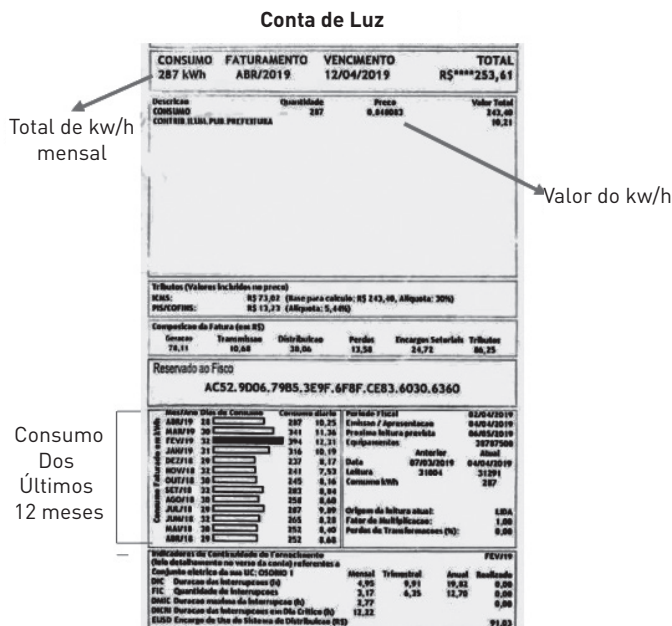 Conta de Luz
CONSUMO FATURAMENTO VENCIMENTO TOTAL
287 kWh ABR/2019 12/04/2019 R$****253,61
Total de kw/h
mensal
Descricao Quantidade Preco Valor Total
CONSUMO 287 0,848083 243,40
CONTRIB.ILUM.PUB.PREFEITURA 10,21
Valor do kw/h
Tributos (Valores incluidos no preco)
ICMS: R$ 73,02 (Base para calculo: R$ 243,40, Aliquota: 30%)
PIS/COFINS: R$ 13,23 (Aliquota: 5,44%)
Composicao da Fatura (em R$)
Geracao Transmissao Distribuicao Perdas Encargos Setoriais Tributos
78,11 10,68 38,06 13,58 24,72 86,25
Reservado ao Fisco
AC52.9D06.79B5.3E9F.6F8F.CE83.6030.6360
Consumo
Dos
Últimos
12 meses
Consumo Faturado em kWh
Mes/Ano Dias de Consumo Consumo diario
ABR/19 28 287 10,25
MAR/19 30 341 11,36
FEV/19 32 394 12,31
JAN/19 31 316 10,19
DEZ/18 29 237 8,17
NOV/18 32 241 7,53
OUT/18 30 245 8,16
SET/18 32 283 8,84
AGO/18 30 258 8,60
JUL/18 29 287 9,89
JUN/18 32 265 8,28
MAI/18 30 252 8,40
ABR/18 29 252 8,68
Periodo Fiscal 02/04/2019
Emissao / Apresentacao 04/04/2019
Proxima leitura prevista 06/05/2019
Equipamentos 38787500
Anterior Atual
Data 07/03/2019 04/04/2019
Leitura 31004 31291
Consumo kWh 287
Origem da leitura atual: LIDA
Fator de Multiplicacao: 1,00
Perdas de Transformacoes (%): 0,00
Indicadores de Continuidade de Fornecimento FEV/19
(leia detalhamento no verso da conta) referentes a
Conjunto eletrico da sua UC: OSORIO 1 Mensal Trimestral Anual Realizado
DIC Duracao das Interrupcoes (h) 4,95 9,91 19,82 0,00
FIC Quantidade de Interrupcoes 3,17 6,35 12,70 0,00
DMIC Duracao maxima da Interrupcao (h) 2,77 0,00
DICRI Duracao das Interrupcoes em Dia Critico (h) 12,22
EUSD Encargo de Uso do Sistema de Distribuicao (R$) 91,03